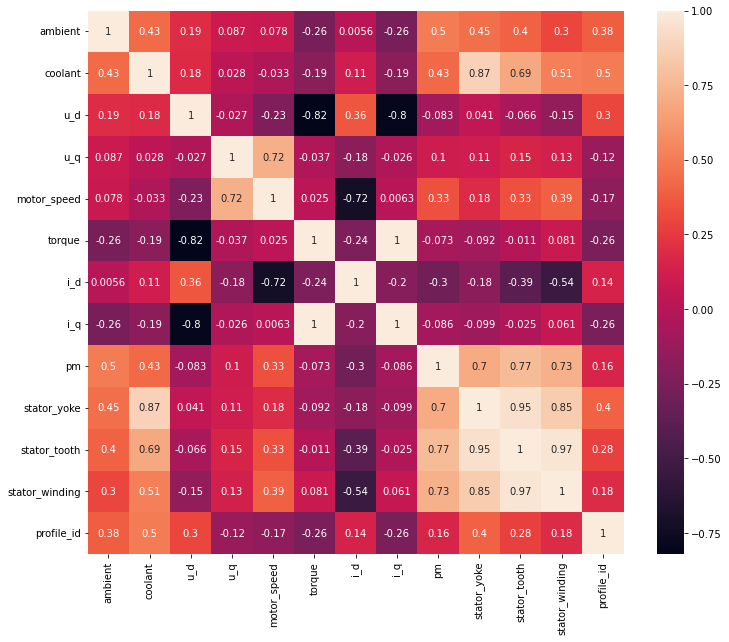 ambient 1 0.43 0.19 0.087 0.078 -0.26 0.0056 -0.26 0.5 0.45 0.4 0.3 0.38
coolant 0.43 1 0.18 0.028 -0.033 -0.19 0.11 -0.19 0.43 0.87 0.69 0.51 0.5
u_d 0.19 0.18 1 -0.027 -0.23 -0.82 0.36 -0.8 -0.083 0.041 -0.066 -0.15 0.3
u_q 0.087 0.028 -0.027 1 0.72 -0.037 -0.18 -0.026 0.1 0.11 0.15 0.13 -0.12
motor_speed 0.078 -0.033 -0.23 0.72 1 0.025 -0.72 0.0063 0.33 0.18 0.33 0.39 -0.17
torque -0.26 -0.19 -0.82 -0.037 0.025 1 -0.24 1 -0.073 -0.092 -0.011 0.081 -0.26
i_d 0.0056 0.11 0.36 -0.18 -0.72 -0.24 1 -0.2 -0.3 -0.18 -0.39 -0.54 0.14
i_q -0.26 -0.19 -0.8 -0.026 0.0063 1 -0.2 1 -0.086 -0.099 -0.025 0.061 -0.26
pm 0.5 0.43 -0.083 0.1 0.33 -0.073 -0.3 -0.086 1 0.7 0.77 0.73 0.16
stator_yoke 0.45 0.87 0.041 0.11 0.18 -0.092 -0.18 -0.099 0.7 1 0.95 0.85 0.4
stator_tooth 0.4 0.69 -0.066 0.15 0.33 -0.011 -0.39 -0.025 0.77 0.95 1 0.97 0.28
stator_winding 0.3 0.51 -0.15 0.13 0.39 0.081 -0.54 0.061 0.73 0.85 0.97 1 0.18
profile_id 0.38 0.5 0.3 -0.12 -0.17 -0.26 0.14 -0.26 0.16 0.4 0.28 0.18 1
ambient
coolant
u_d
u_q
motor_speed
torque
i_d
i_q
pm
stator_yoke
stator_tooth
stator_winding
profile_id
1.00
0.75
0.50
0.25
0.00
−0.25
−0.50
−0.75